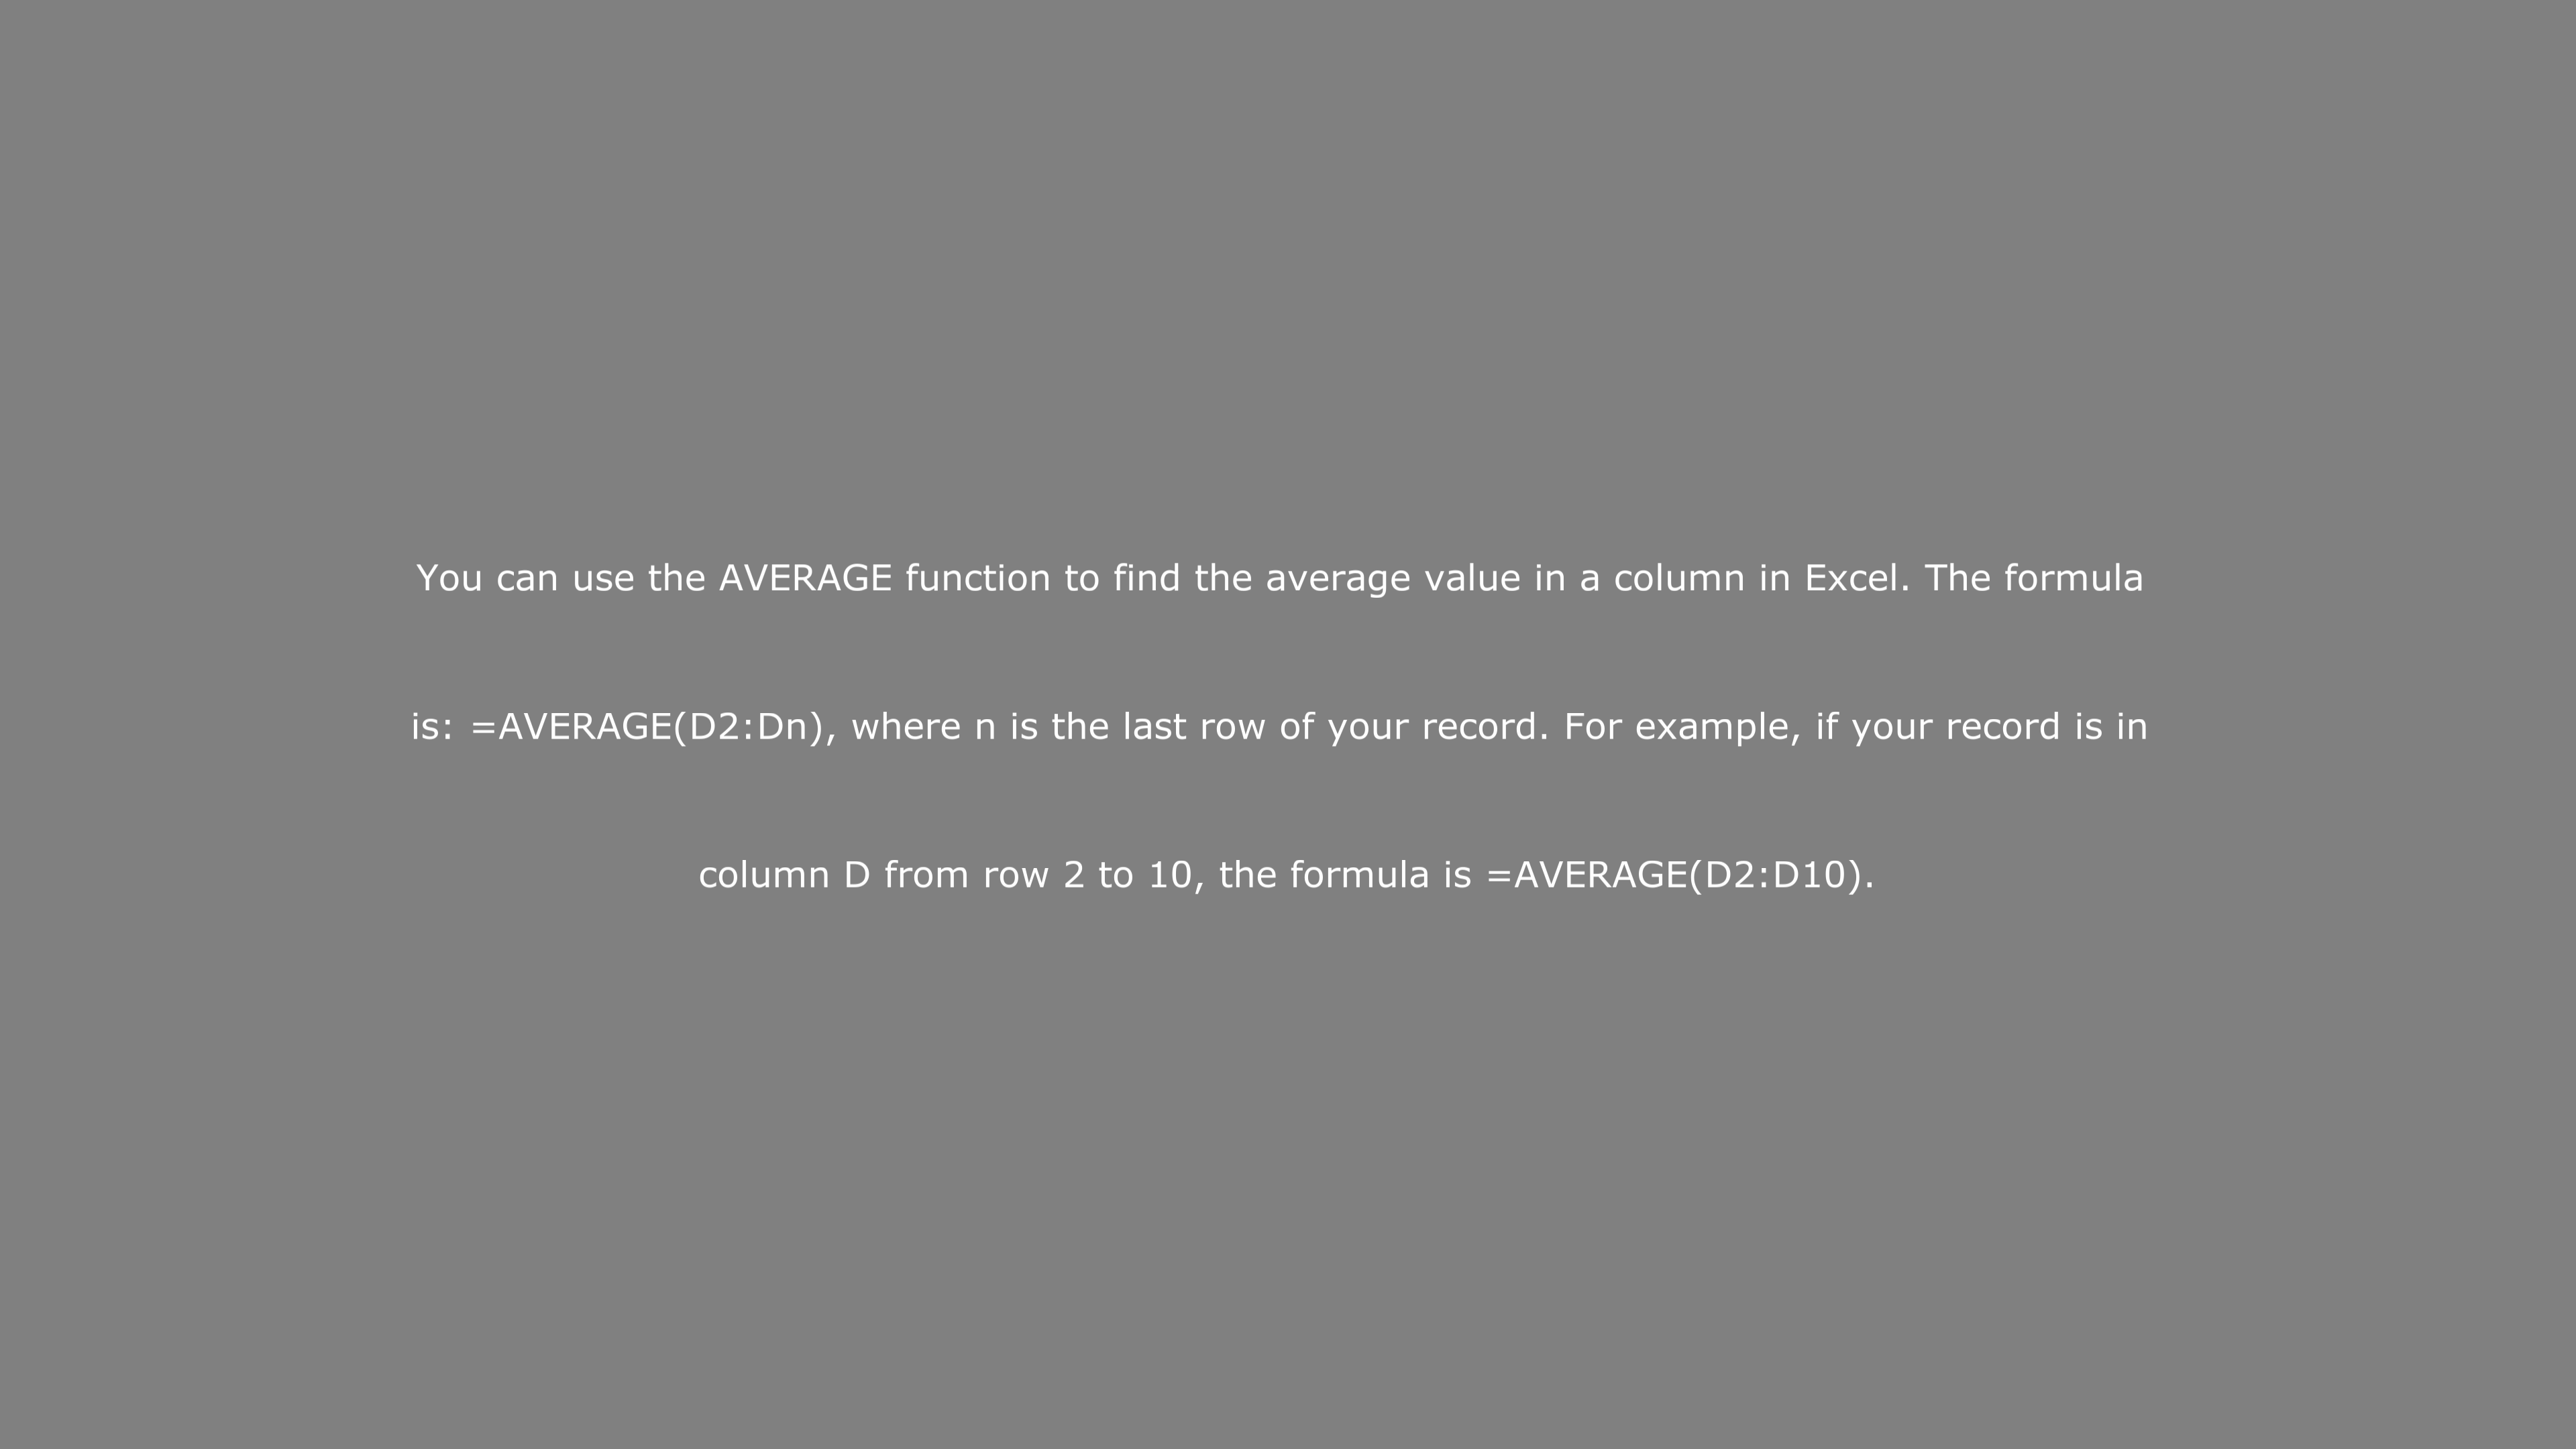 You can use the AVERAGE function to find the average value in a column in Excel. The formula
is: =AVERAGE(D2:Dn), where n is the last row of your record. For example, if your record is in
column D from row 2 to 10, the formula is =AVERAGE(D2:D10).